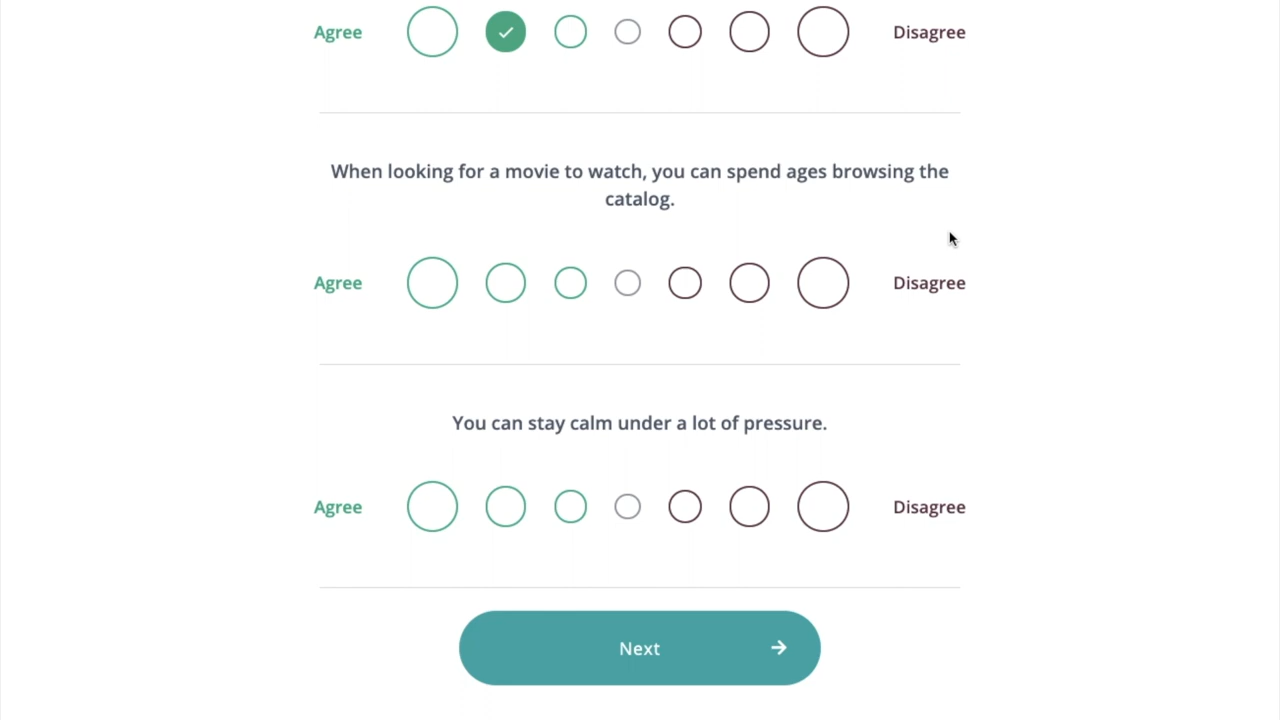 Agree Disagree
When looking for a movie to watch, you can spend ages browsing the
catalog.
Agree Disagree
You can stay calm under a lot of pressure.
Agree Disagree
Next